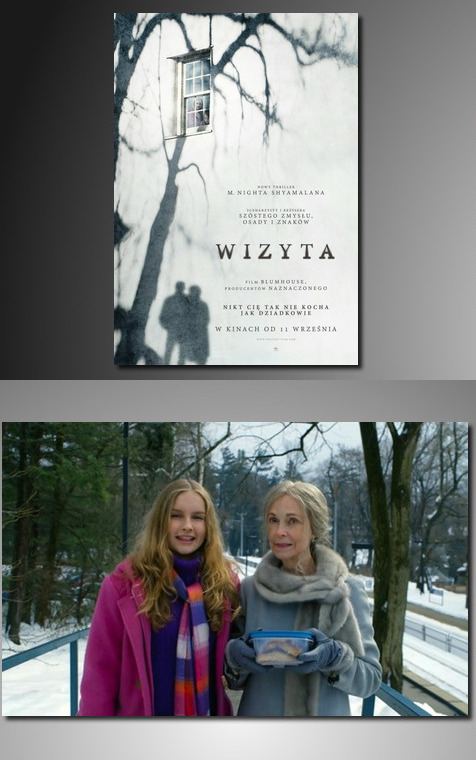 NOWY THRILLER
M. NIGHTA SHYAMALANA
SCENARZYSTY I REŻYSERA
SZÓSTEGO ZMYSŁU,
OSADY I ZNAKÓW
WIZYTA
FILM BLUMHOUSE,
PRODUCENTÓW NAZNACZONEGO
NIKT CIĘ TAK NIE KOCHA
JAK DZIADKOWIE
W KINACH OD 11 WRZEŚNIA